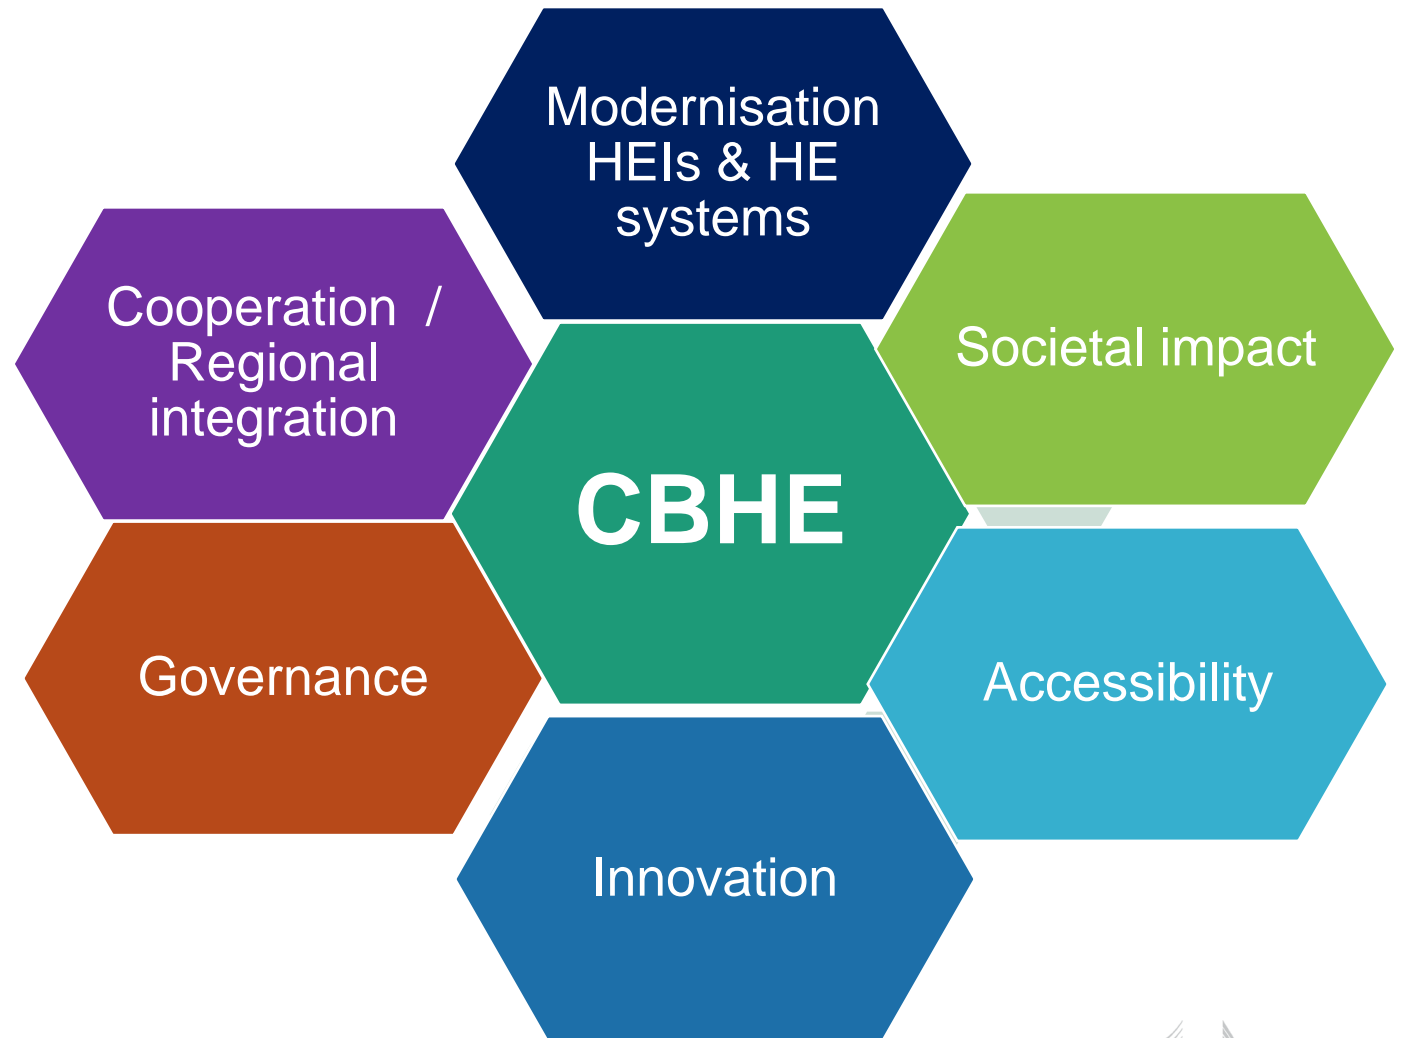 Modernisation
HEIs & HE
systems
Societal impact
Cooperation /
Regional
integration
CBHE
Governance
Accessibility
Innovation